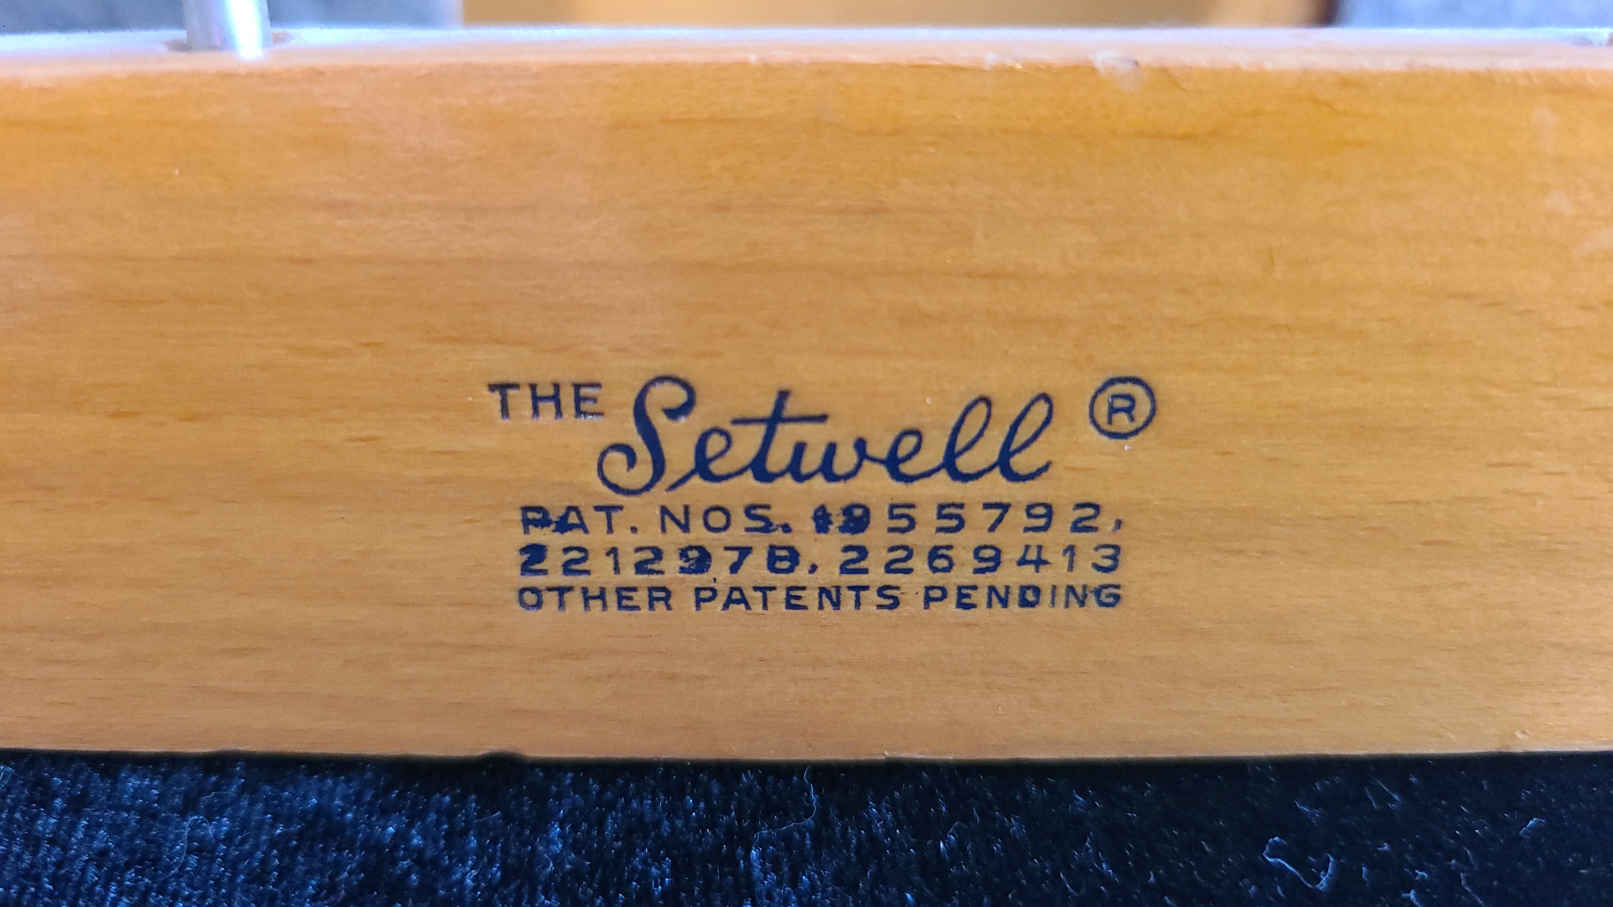 THE Setwell ®
PAT. NOS. 1955792,
2212978, 2269413
OTHER PATENTS PENDING